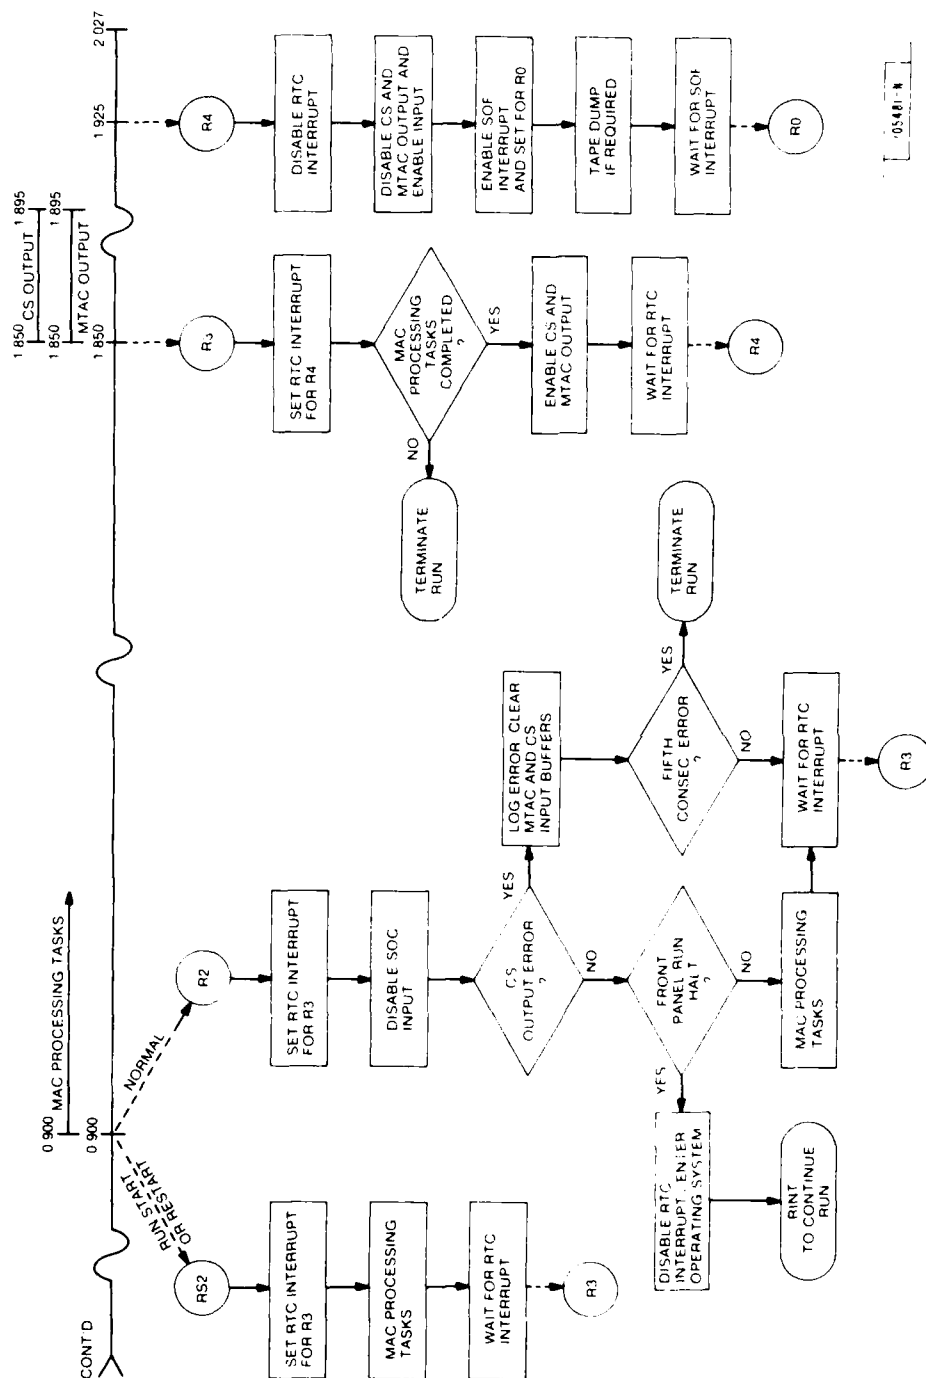 CONT'D
0 900
MAC PROCESSING TASKS
0 900
RUN START
OR RESTART
NORMAL
1 850
CS OUTPUT
1 895
1 850
MTAC OUTPUT
1 895
1 850
1 925
2 027
RS2
SET RTC INTERRUPT
FOR R3
MAC PROCESSING
TASKS
WAIT FOR RTC
INTERRUPT
R3
R2
SET RTC INTERRUPT
FOR R3
DISABLE SOC
INPUT
CS
OUTPUT ERROR
?
YES
NO
LOG ERROR CLEAR
MTAC AND CS
INPUT BUFFERS
FIFTH
CONSEC. ERROR
?
YES
NO
TERMINATE
RUN
FRONT
PANEL RUN
HALT
?
YES
NO
DISABLE RTC
INTERRUPT, ENTER
OPERATING SYSTEM
RINT
TO CONTINUE
RUN
MAC PROCESSING
TASKS
WAIT FOR RTC
INTERRUPT
R3
R3
SET RTC INTERRUPT
FOR R4
MAC
PROCESSING
TASKS
COMPLETED
?
NO
YES
TERMINATE
RUN
ENABLE CS AND
MTAC OUTPUT
WAIT FOR RTC
INTERRUPT
R4
R4
DISABLE RTC
INTERRUPT
DISABLE CS AND
MTAC OUTPUT AND
ENABLE INPUT
ENABLE SOF
INTERRUPT
AND SET FOR R0
TAPE DUMP
IF REQUIRED
WAIT FOR SOF
INTERRUPT
R0